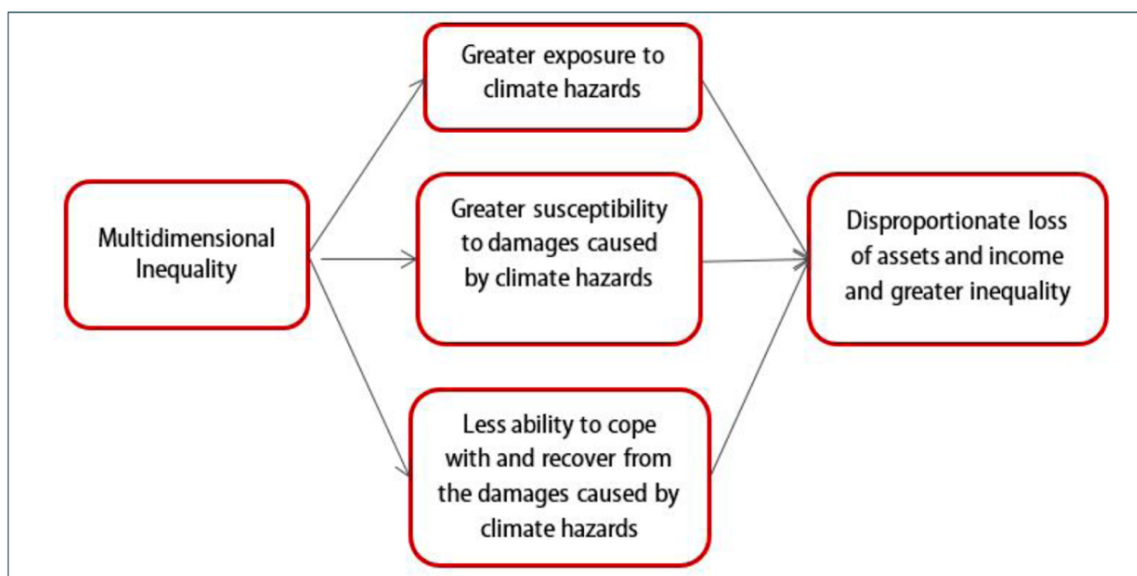 Multidimensional
Inequality
Greater exposure to
climate hazards
Greater susceptibility
to damages caused
by climate hazards
Less ability to cope
with and recover from
the damages caused by
climate hazards
Disproportionate loss
of assets and income
and greater inequality